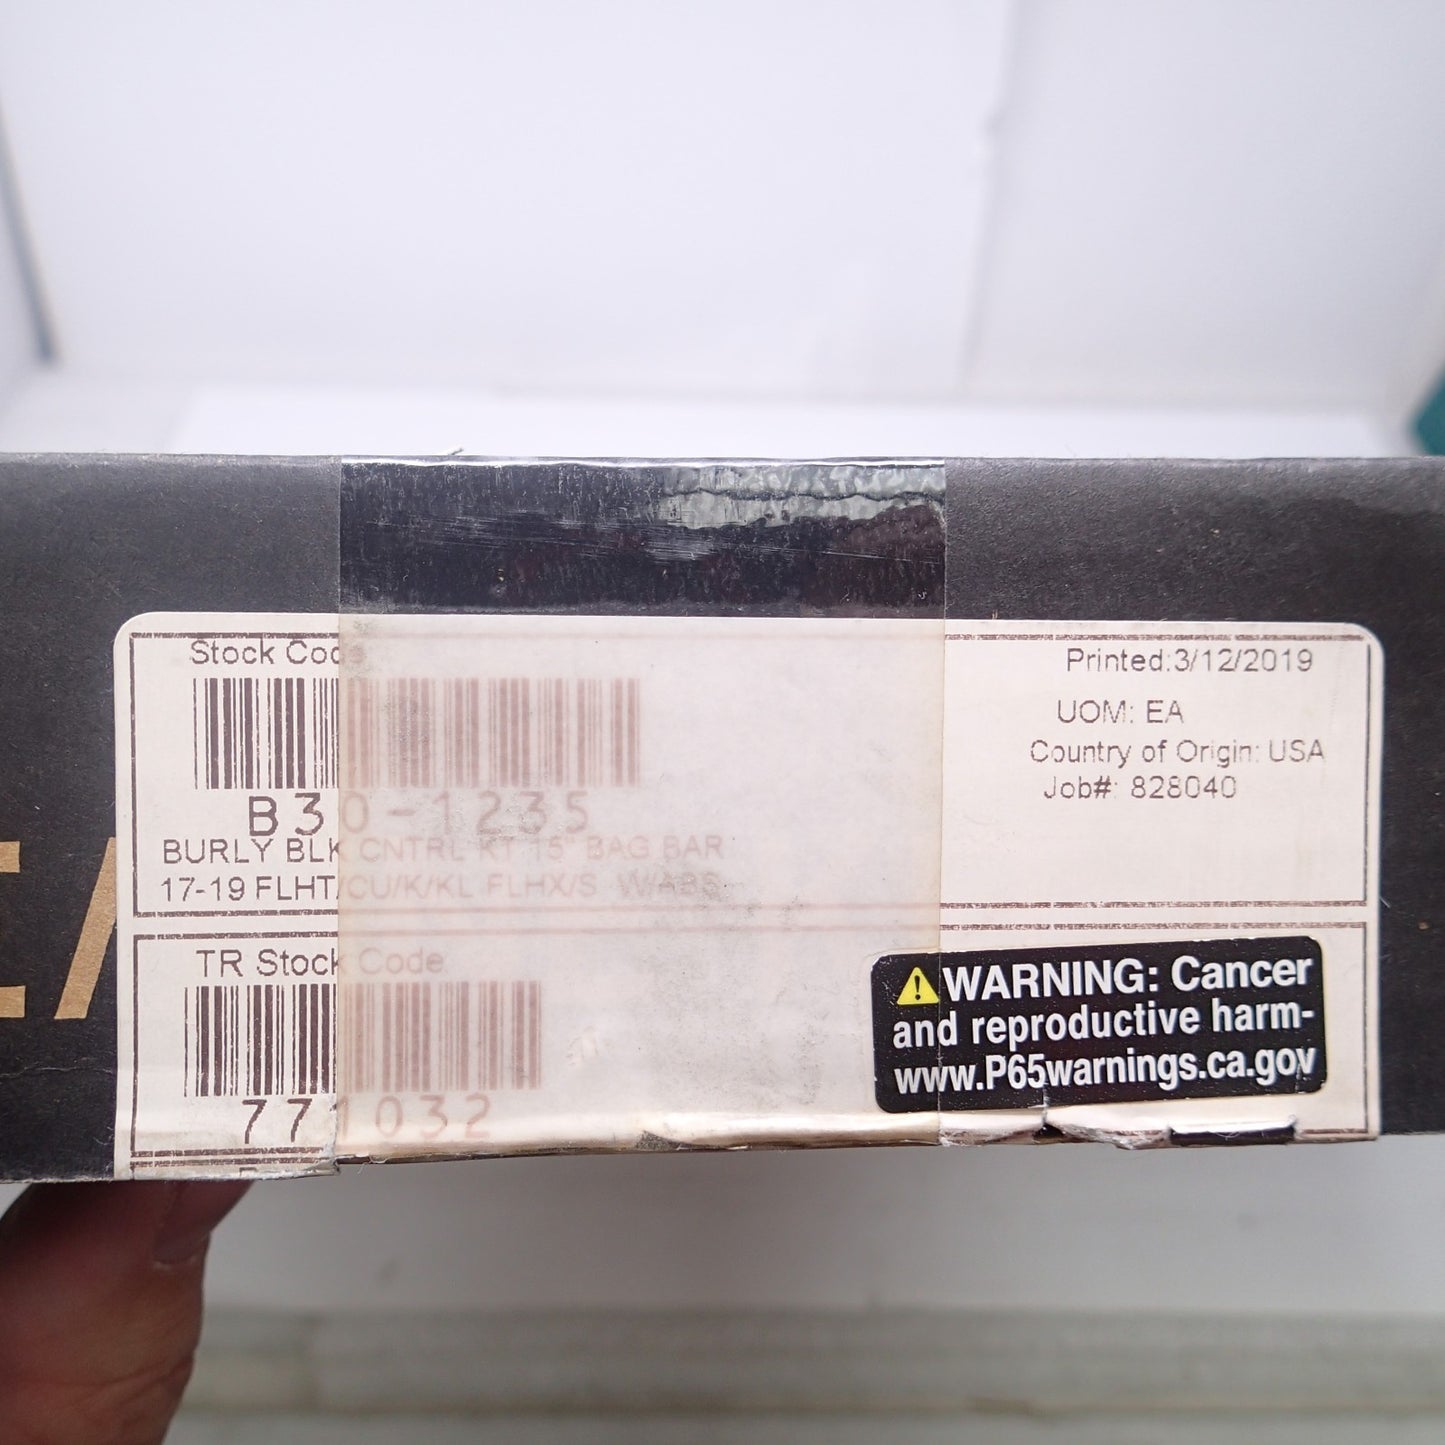 Stock Code
Printed:3/12/2019
UOM: EA
Country of Origin: USA
Job#: 828040
B30-1235
BURLY BLK CNTRL KT 15" BAG BAR
17-19 FLHT/CU/K/KL FLHX/S W/ABS
TR Stock Code
771032
WARNING: Cancer
and reproductive harm-
www.P65warnings.ca.gov